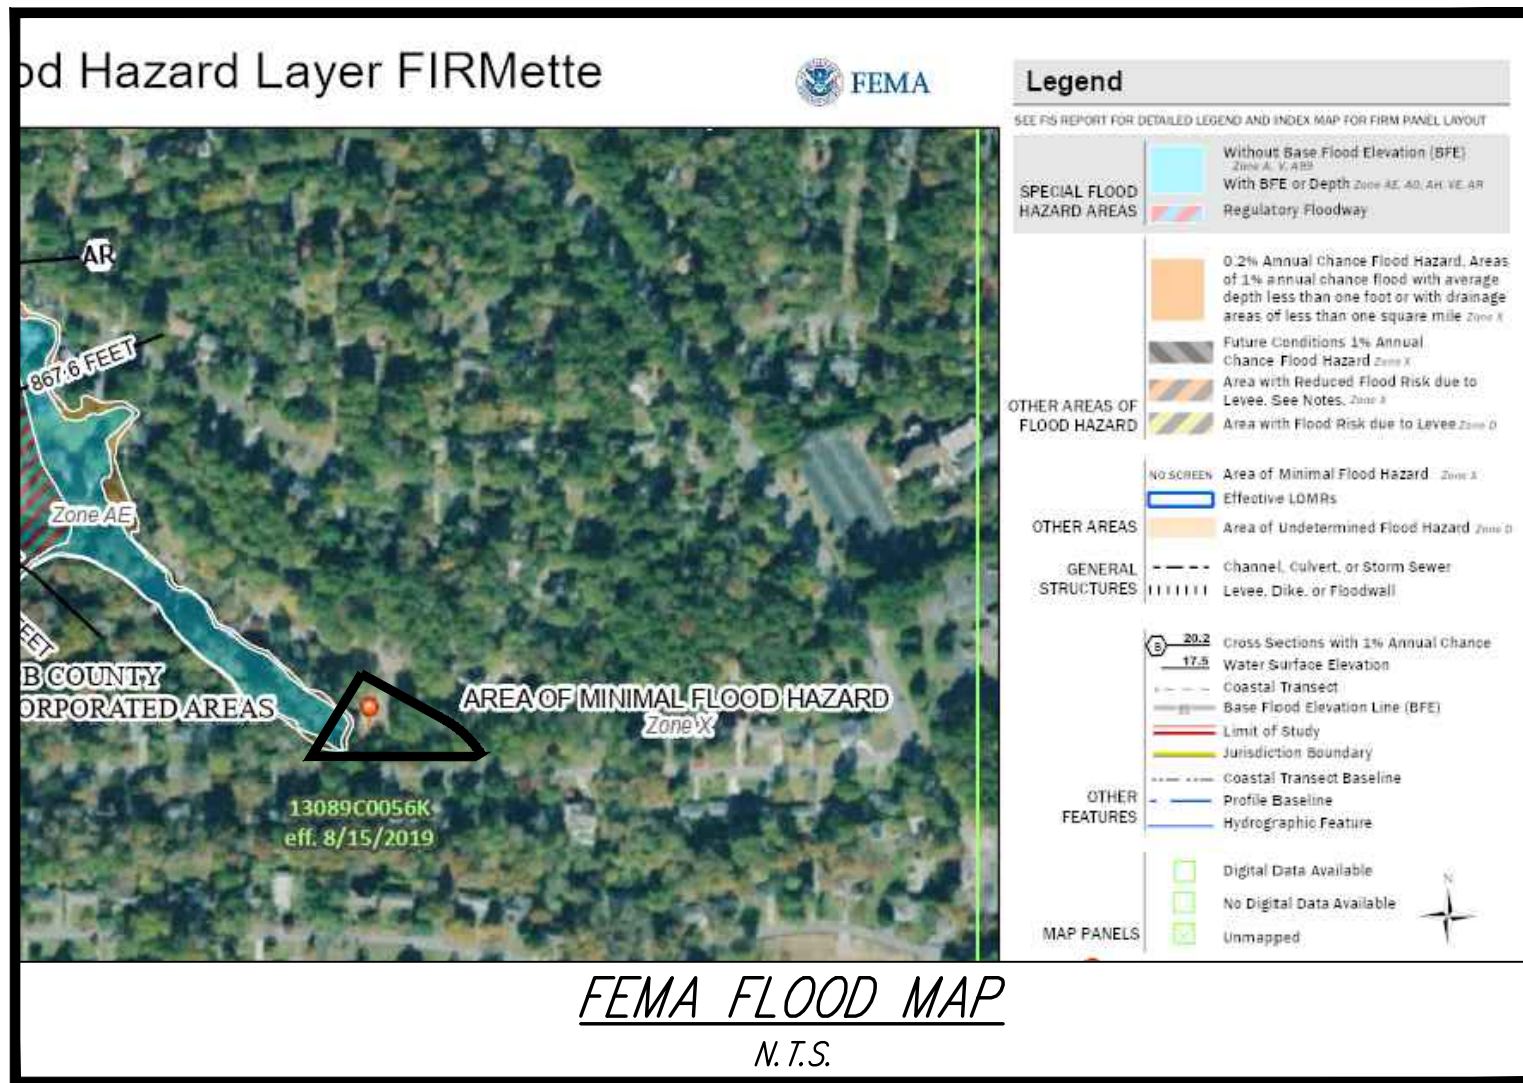 od Hazard Layer FIRMette
FEMA
AR
867.6 FEET
Zone AE
EET
B COUNTY
ORPORATED AREAS
AREA OF MINIMAL FLOOD HAZARD
Zone X
13089C0056K
eff. 8/15/2019
Legend
SEE FIS REPORT FOR DETAILED LEGEND AND INDEX MAP FOR FIRM PANEL LAYOUT
SPECIAL FLOOD
HAZARD AREAS
Without Base Flood Elevation (BFE)
Zone A, V, A99
With BFE or Depth Zone AE, AO, AH, VE, AR
Regulatory Floodway
OTHER AREAS OF
FLOOD HAZARD
0.2% Annual Chance Flood Hazard, Areas
of 1% annual chance flood with average
depth less than one foot or with drainage
areas of less than one square mile Zone X
Future Conditions 1% Annual
Chance Flood Hazard Zone X
Area with Reduced Flood Risk due to
Levee. See Notes. Zone X
Area with Flood Risk due to Levee Zone D
OTHER AREAS
NO SCREEN Area of Minimal Flood Hazard Zone X
Effective LOMRs
Area of Undetermined Flood Hazard Zone D
GENERAL
STRUCTURES
Channel, Culvert, or Storm Sewer
Levee, Dike, or Floodwall
OTHER
FEATURES
B 20.2 Cross Sections with 1% Annual Chance
17.5 Water Surface Elevation
Coastal Transect
Base Flood Elevation Line (BFE)
Limit of Study
Jurisdiction Boundary
Coastal Transect Baseline
Profile Baseline
Hydrographic Feature
MAP PANELS
Digital Data Available
No Digital Data Available
Unmapped
N
FEMA FLOOD MAP
N.T.S.